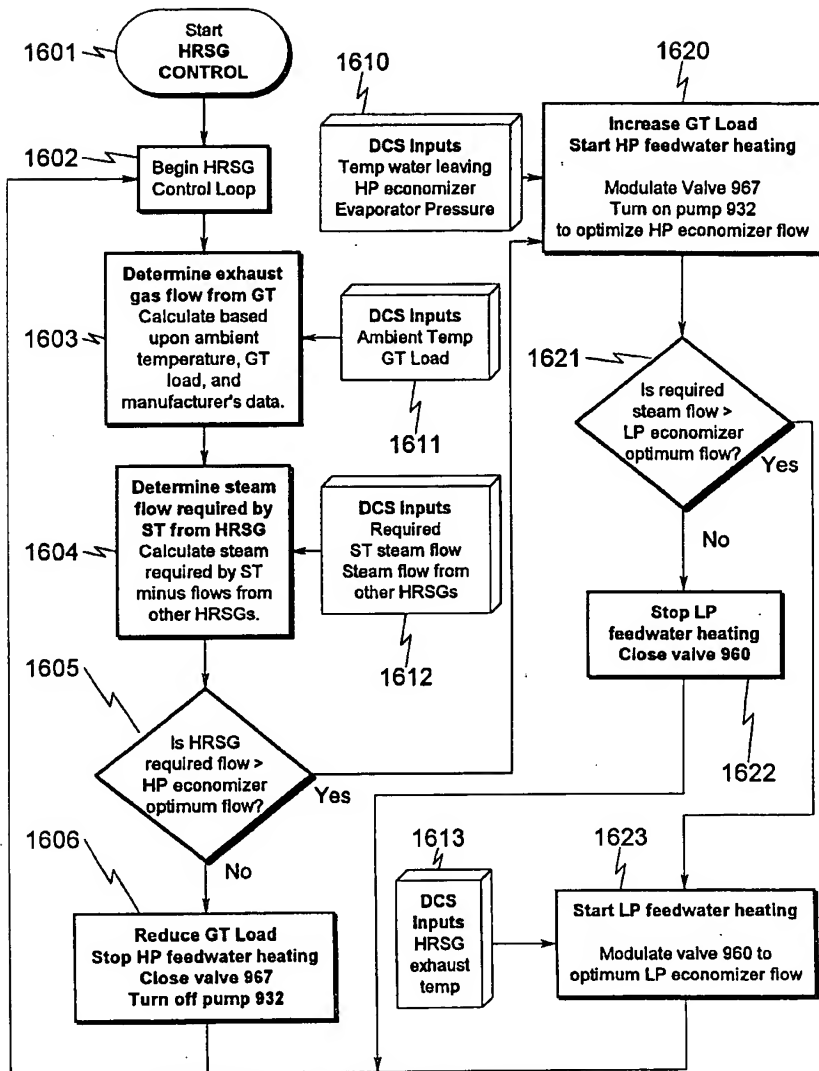 1601
Start
HRSG
CONTROL
1602
Begin HRSG
Control Loop
1603
Determine exhaust
gas flow from GT
Calculate based
upon ambient
temperature, GT
load, and
manufacturer's data.
DCS Inputs
Ambient Temp
GT Load
1611
1604
Determine steam
flow required by
ST from HRSG
Calculate steam
required by ST
minus flows from
other HRSGs.
DCS Inputs
Required
ST steam flow
Steam flow from
other HRSGs
1612
1605
Is HRSG
required flow >
HP economizer
optimum flow?
Yes
No
1606
Reduce GT Load
Stop HP feedwater heating
Close valve 967
Turn off pump 932
1610
DCS Inputs
Temp water leaving
HP economizer
Evaporator Pressure
1620
Increase GT Load
Start HP feedwater heating
Modulate Valve 967
Turn on pump 932
to optimize HP economizer flow
1621
Is required
steam flow >
LP economizer
optimum flow?
Yes
No
Stop LP
feedwater heating
Close valve 960
1622
1613
DCS
Inputs
HRSG
exhaust
temp
1623
Start LP feedwater heating
Modulate valve 960 to
optimum LP economizer flow